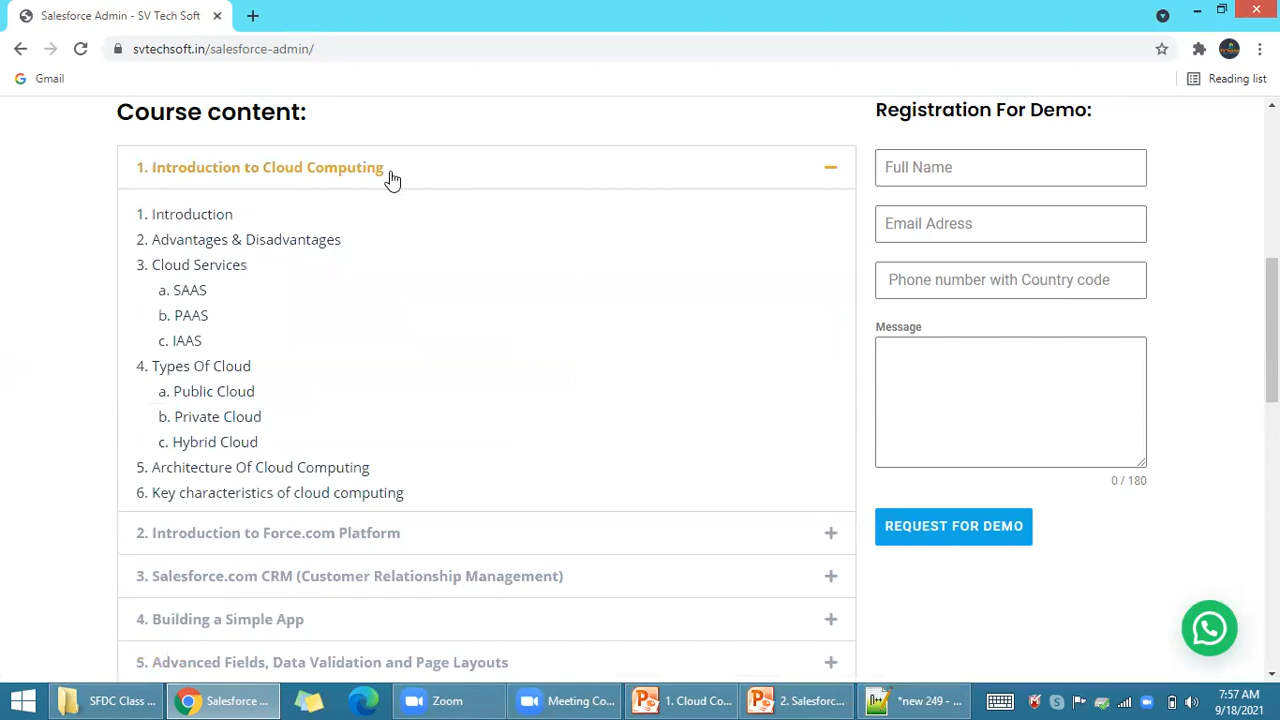 Salesforce Admin - SV Tech Soft
svtechsoft.in/salesforce-admin/
Gmail
Reading list
Course content:
1. Introduction to Cloud Computing
1. Introduction
2. Advantages & Disadvantages
3. Cloud Services
a. SAAS
b. PAAS
c. IAAS
4. Types Of Cloud
a. Public Cloud
b. Private Cloud
c. Hybrid Cloud
5. Architecture Of Cloud Computing
6. Key characteristics of cloud computing
2. Introduction to Force.com Platform
3. Salesforce.com CRM (Customer Relationship Management)
4. Building a Simple App
5. Advanced Fields, Data Validation and Page Layouts
Registration For Demo:
Full Name
Email Adress
Phone number with Country code
Message
0 / 180
REQUEST FOR DEMO
SFDC Class ...
Salesforce ...
Zoom
Meeting Co...
1. Cloud Co...
2. Salesforc...
*new 249 - ...
7:57 AM
9/18/2021